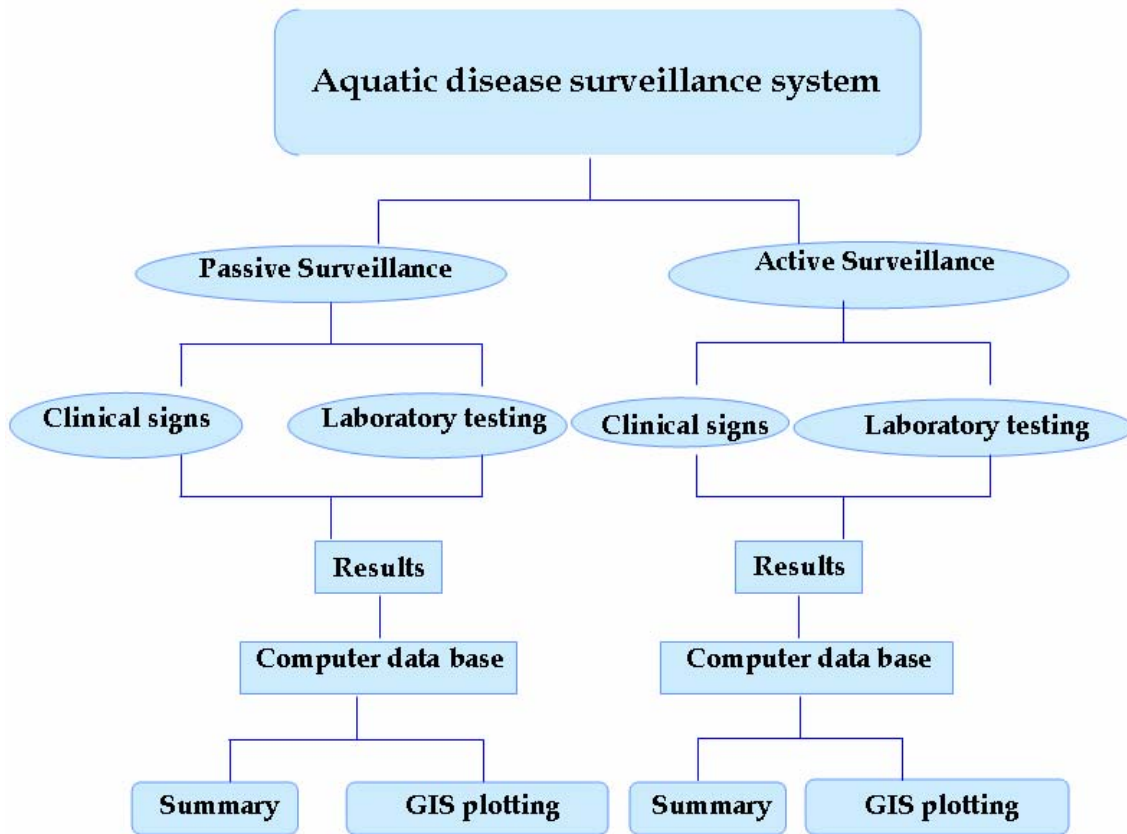 Aquatic disease surveillance system
Passive Surveillance
Active Surveillance
Clinical signs
Laboratory testing
Clinical signs
Laboratory testing
Results
Results
Computer data base
Computer data base
Summary
GIS plotting
Summary
GIS plotting